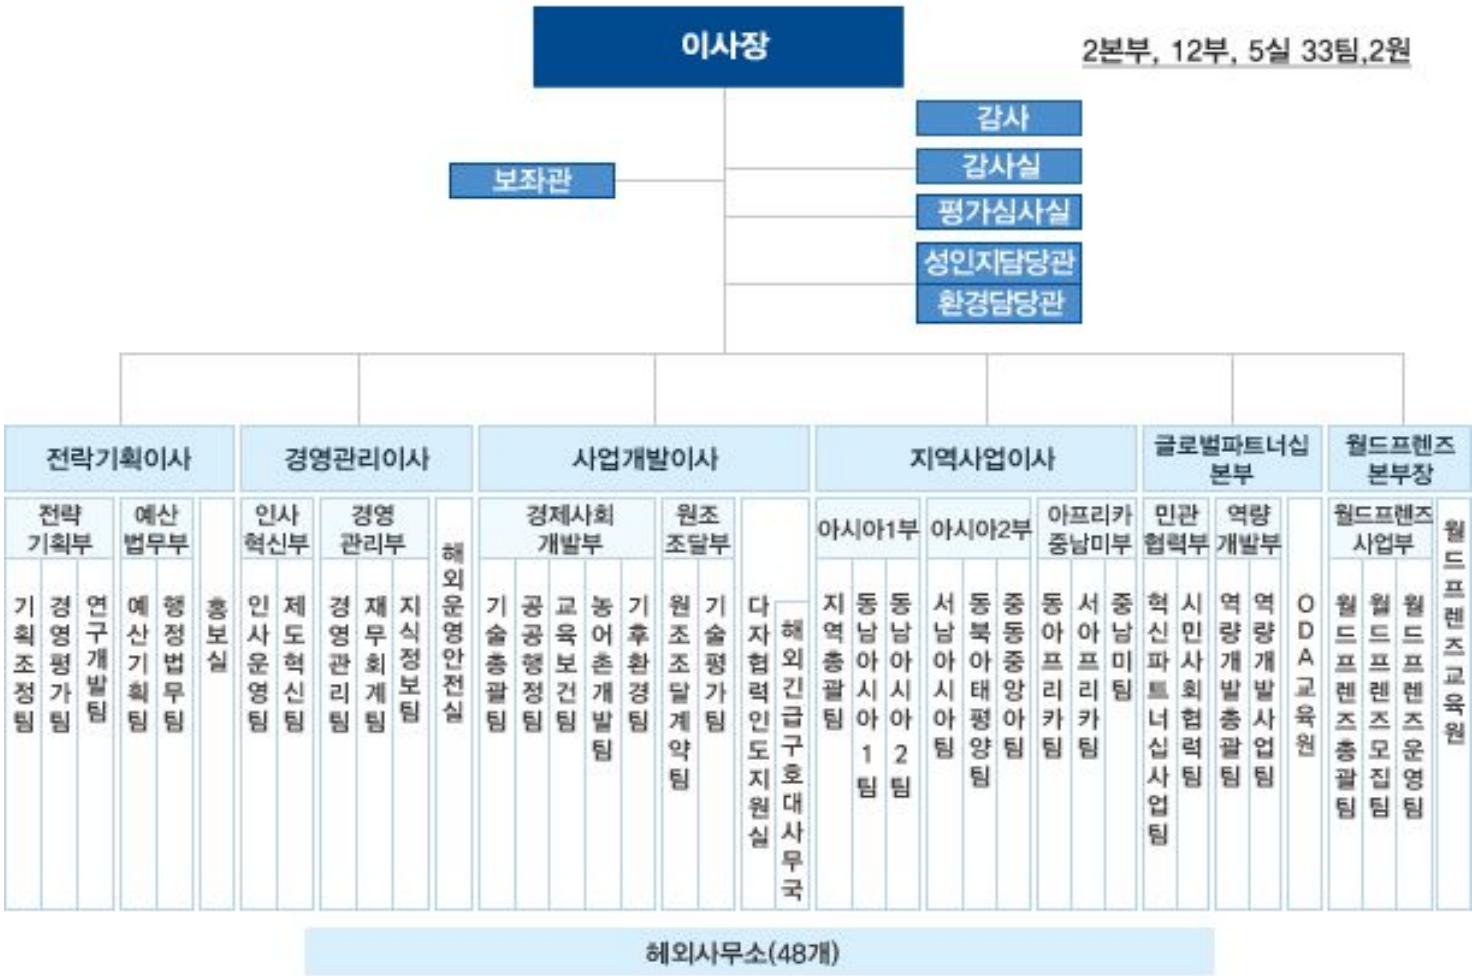 이사장
2본부, 12부, 5실 33팀,2원
감사
감사실
보좌관
평가심사실
성인지담당관
환경담당관
전락기획이사
경영관리이사
사업개발이사
지역사업이사
글로벌파트너십
본부
월드프렌즈
본부장
전략
기획부
예산
법무부
인사
혁신부
경영
관리부
경제사회
개발부
원조
조달부
아시아1부
아시아2부
아프리카
중남미부
민관
협력부
역량
개발부
월드프렌즈
사업부
기획조정팀
경영평가팀
연구개발팀
예산기획팀
행정법무팀
홍보실
인사운영팀
제도혁신팀
경영관리팀
재무회계팀
지식정보팀
해외운영안전실
기술총괄팀
공공행정팀
교육보건팀
농어촌개발팀
기후환경팀
원조조달계약팀
기술평가팀
다자협력인도지원실
해외긴급구호대사무국
지역총괄팀
동남아시아1팀
동남아시아2팀
서남아시아팀
동북아태평양팀
중동중앙아팀
동아프리카팀
서아프리카팀
중남미팀
혁신파트너십사업팀
시민사회협력팀
역량개발총괄팀
역량개발사업팀
ODA교육원
월드프렌즈총괄팀
월드프렌즈모집팀
월드프렌즈운영팀
월드프렌즈교육원
헤외사무소(48개)